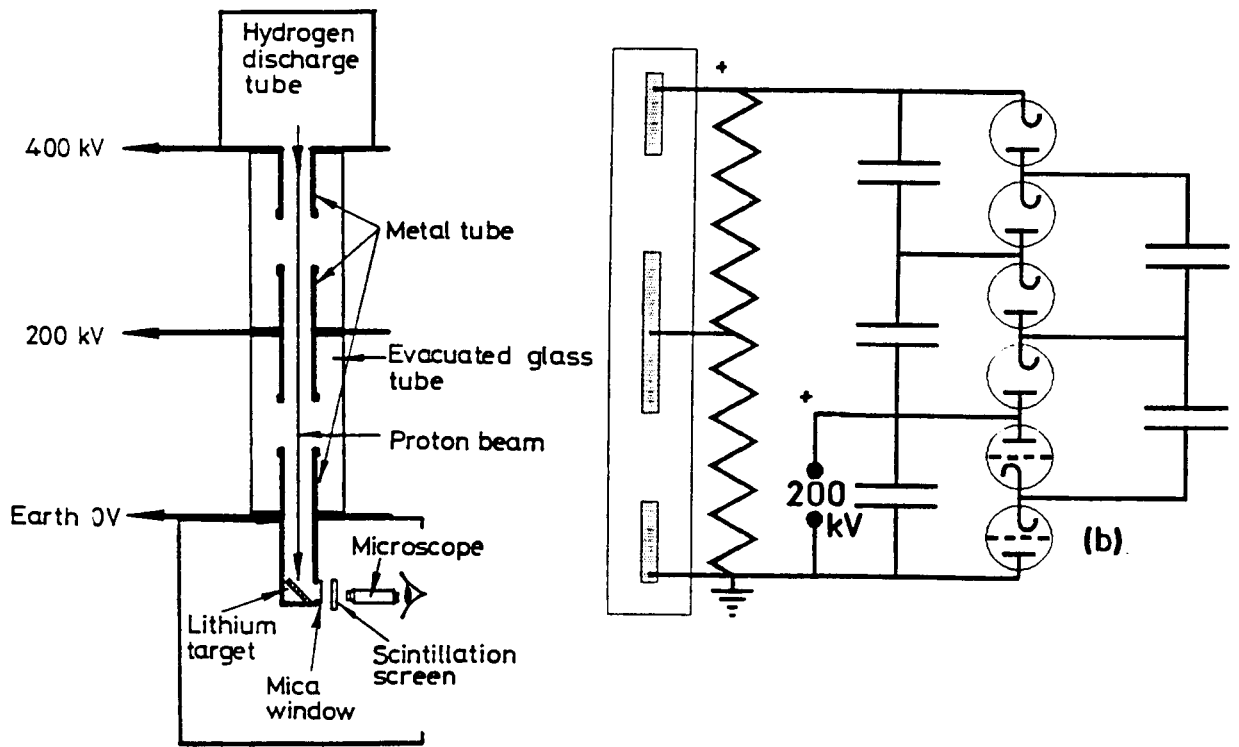 Hydrogen
discharge
tube
400 kV
Metal tube
200 kV
Evacuated glass
tube
Proton beam
Earth 0V
Microscope
Lithium
target
Scintillation
screen
Mica
window
+
+
200
kV
(b)